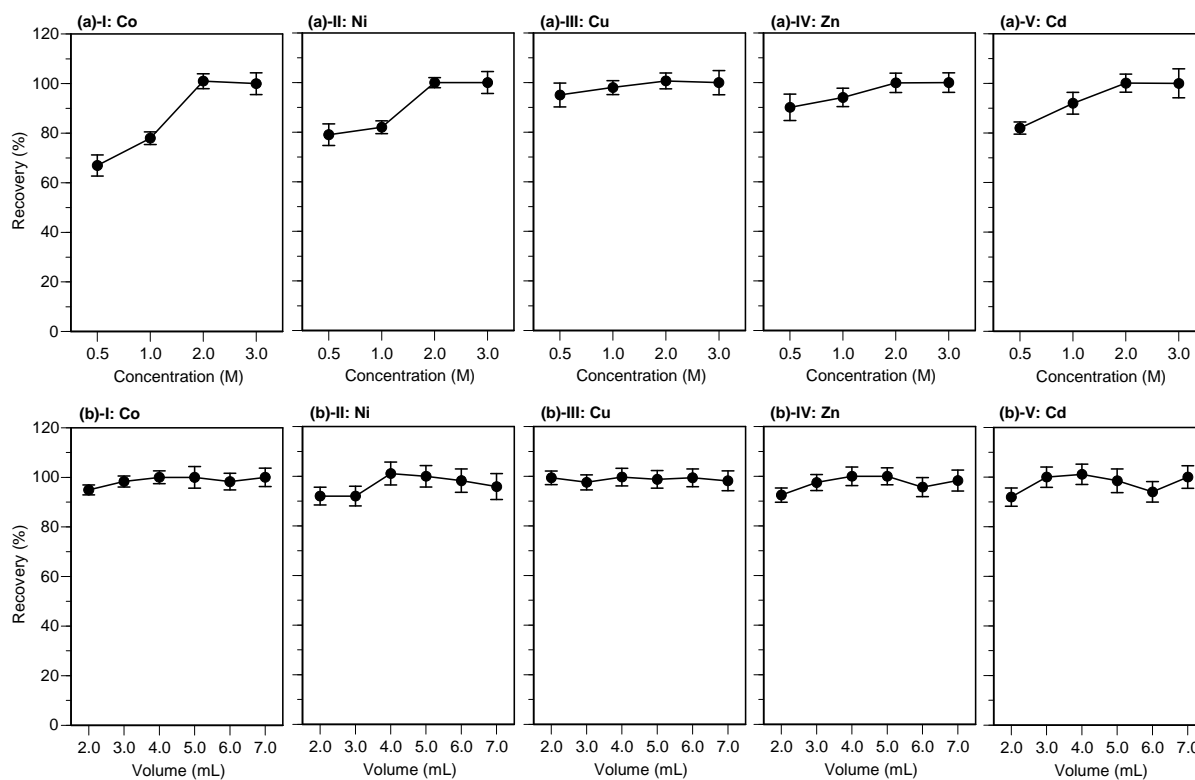 (a)-I: Co (a)-II: Ni (a)-III: Cu (a)-IV: Zn (a)-V: Cd
120
100
80
60
40
20
0
Recovery (%)
0.5 1.0 2.0 3.0 0.5 1.0 2.0 3.0 0.5 1.0 2.0 3.0 0.5 1.0 2.0 3.0 0.5 1.0 2.0 3.0
Concentration (M) Concentration (M) Concentration (M) Concentration (M) Concentration (M)
(b)-I: Co (b)-II: Ni (b)-III: Cu (b)-IV: Zn (b)-V: Cd
120
100
80
60
40
20
0
Recovery (%)
2.0 3.0 4.0 5.0 6.0 7.0 2.0 3.0 4.0 5.0 6.0 7.0 2.0 3.0 4.0 5.0 6.0 7.0 2.0 3.0 4.0 5.0 6.0 7.0 2.0 3.0 4.0 5.0 6.0 7.0
Volume (mL) Volume (mL) Volume (mL) Volume (mL) Volume (mL)